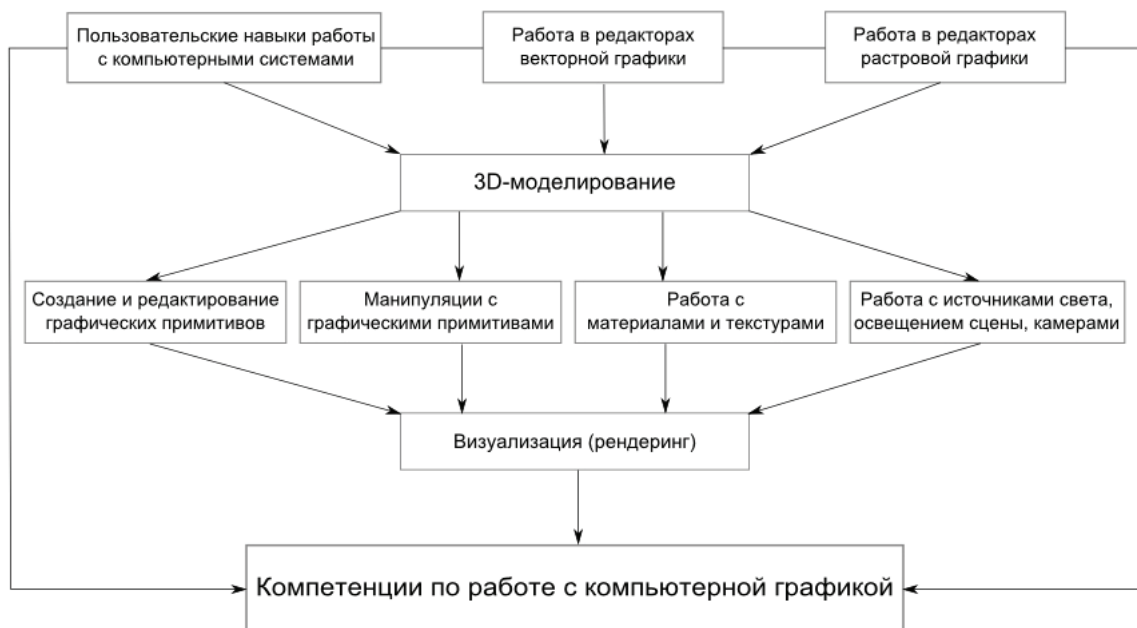 Пользовательские навыки работы
с компьютерными системами
Работа в редакторах
векторной графики
Работа в редакторах
растровой графики
3D-моделирование
Создание и редактирование
графических примитивов
Манипуляции с
графическими примитивами
Работа с
материалами и текстурами
Работа с источниками света,
освещением сцены, камерами
Визуализация (рендеринг)
Компетенции по работе с компьютерной графикой